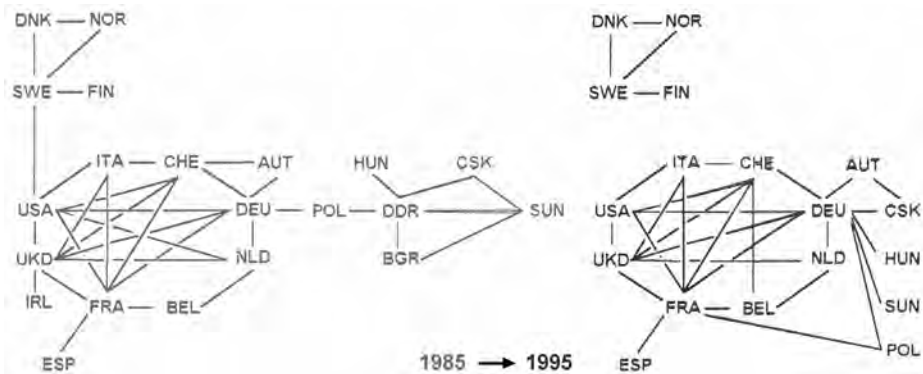 DNK NOR DNK NOR
SWE FIN SWE FIN
ITA CHE AUT HUN CSK ITA CHE AUT
USA DEU POL DDR SUN USA DEU CSK
UKD NLD BGR UKD NLD HUN
IRL FRA BEL FRA BEL SUN
POL
ESP 1985 → 1995 ESP